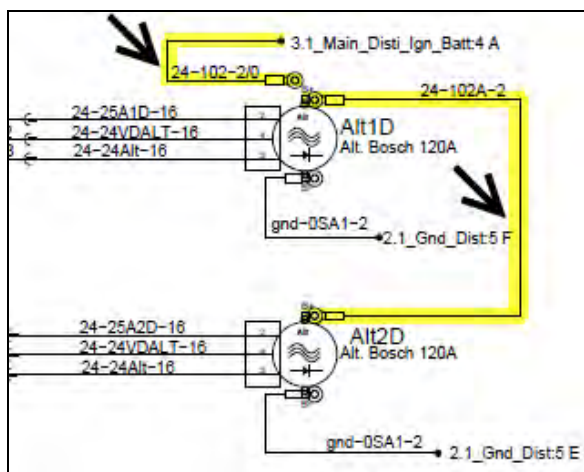 3.1_Main_Disti_Ign_Batt:4 A
24-102-2/0
24-102A-2
24-25A1D-16
24-24VDALT-16
24-24Alt-16
Alt
Alt1D
Alt. Bosch 120A
gnd-0SA1-2
2.1_Gnd_Dist:5 F
24-25A2D-16
24-24VDALT-16
24-24Alt-16
Alt
Alt2D
Alt. Bosch 120A
gnd-0SA1-2
2.1_Gnd_Dist:5 E